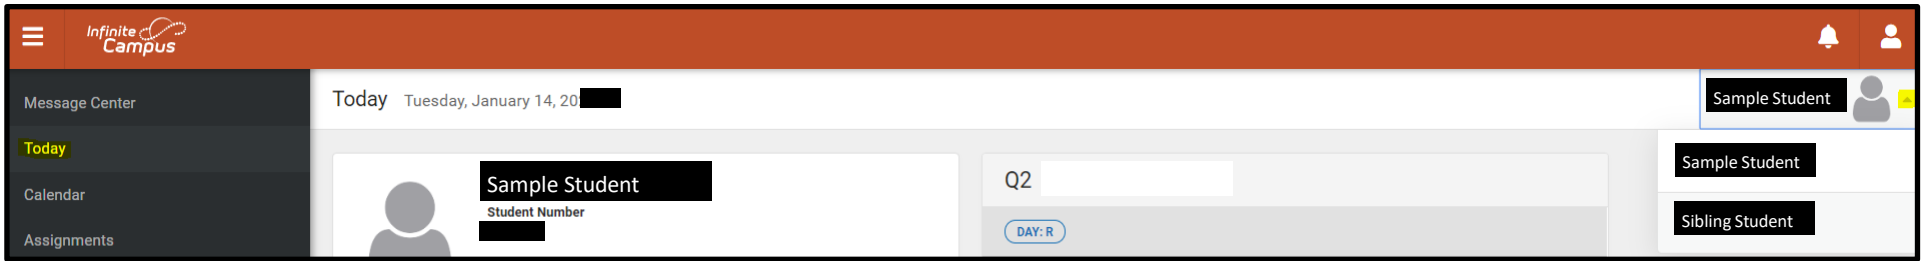 Infinite
Campus
Message Center
Today
Calendar
Assignments
Today Tuesday, January 14, 20
Sample Student
Sample Student
Student Number
Q2
DAY: R
Sample Student
Sibling Student